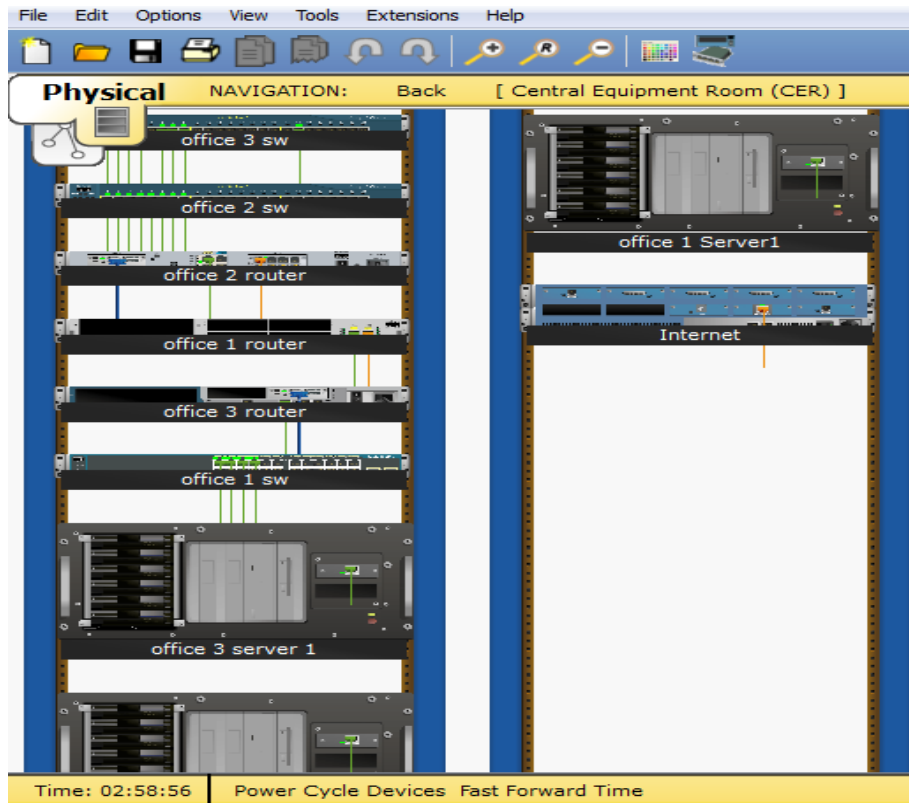 File Edit Options View Tools Extensions Help
R
Physical NAVIGATION: Back [ Central Equipment Room (CER) ]
office 3 sw
office 2 sw
office 2 router
office 1 router
office 3 router
office 1 sw
office 3 server 1
office 1 Server1
Internet
Time: 02:58:56 Power Cycle Devices Fast Forward Time